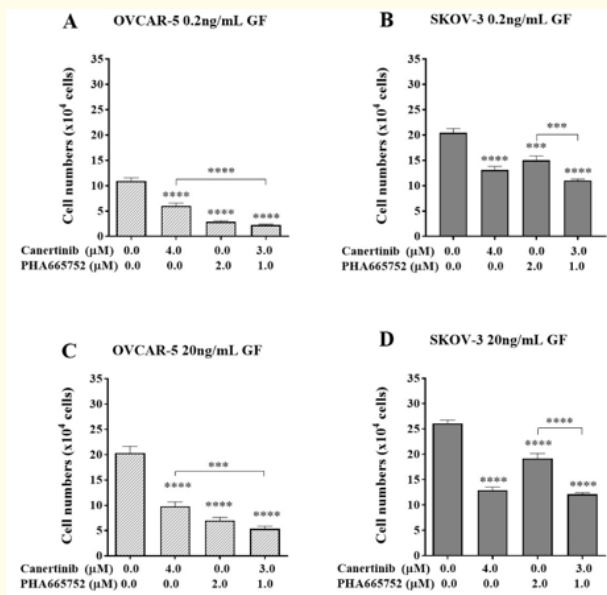 A
OVCAR-5 0.2ng/mL GF
Cell numbers (x10⁴ cells)
35
30
25
20
15
10
5
0
****
****
****
****
Canertinib (μM) 0.0 4.0 0.0 3.0
PHA665752 (μM) 0.0 0.0 2.0 1.0
B
SKOV-3 0.2ng/mL GF
Cell numbers (x10⁴ cells)
35
30
25
20
15
10
5
0
***
****
***
****
0.0 4.0 0.0 3.0
0.0 0.0 2.0 1.0
C
OVCAR-5 20ng/mL GF
Cell numbers (x10⁴ cells)
35
30
25
20
15
10
5
0
***
****
****
****
Canertinib (μM) 0.0 4.0 0.0 3.0
PHA665752 (μM) 0.0 0.0 2.0 1.0
D
SKOV-3 20ng/mL GF
Cell numbers (x10⁴ cells)
35
30
25
20
15
10
5
0
****
****
****
****
Canertinib (μM) 0.0 4.0 0.0 3.0
PHA665752 (μM) 0.0 0.0 2.0 1.0